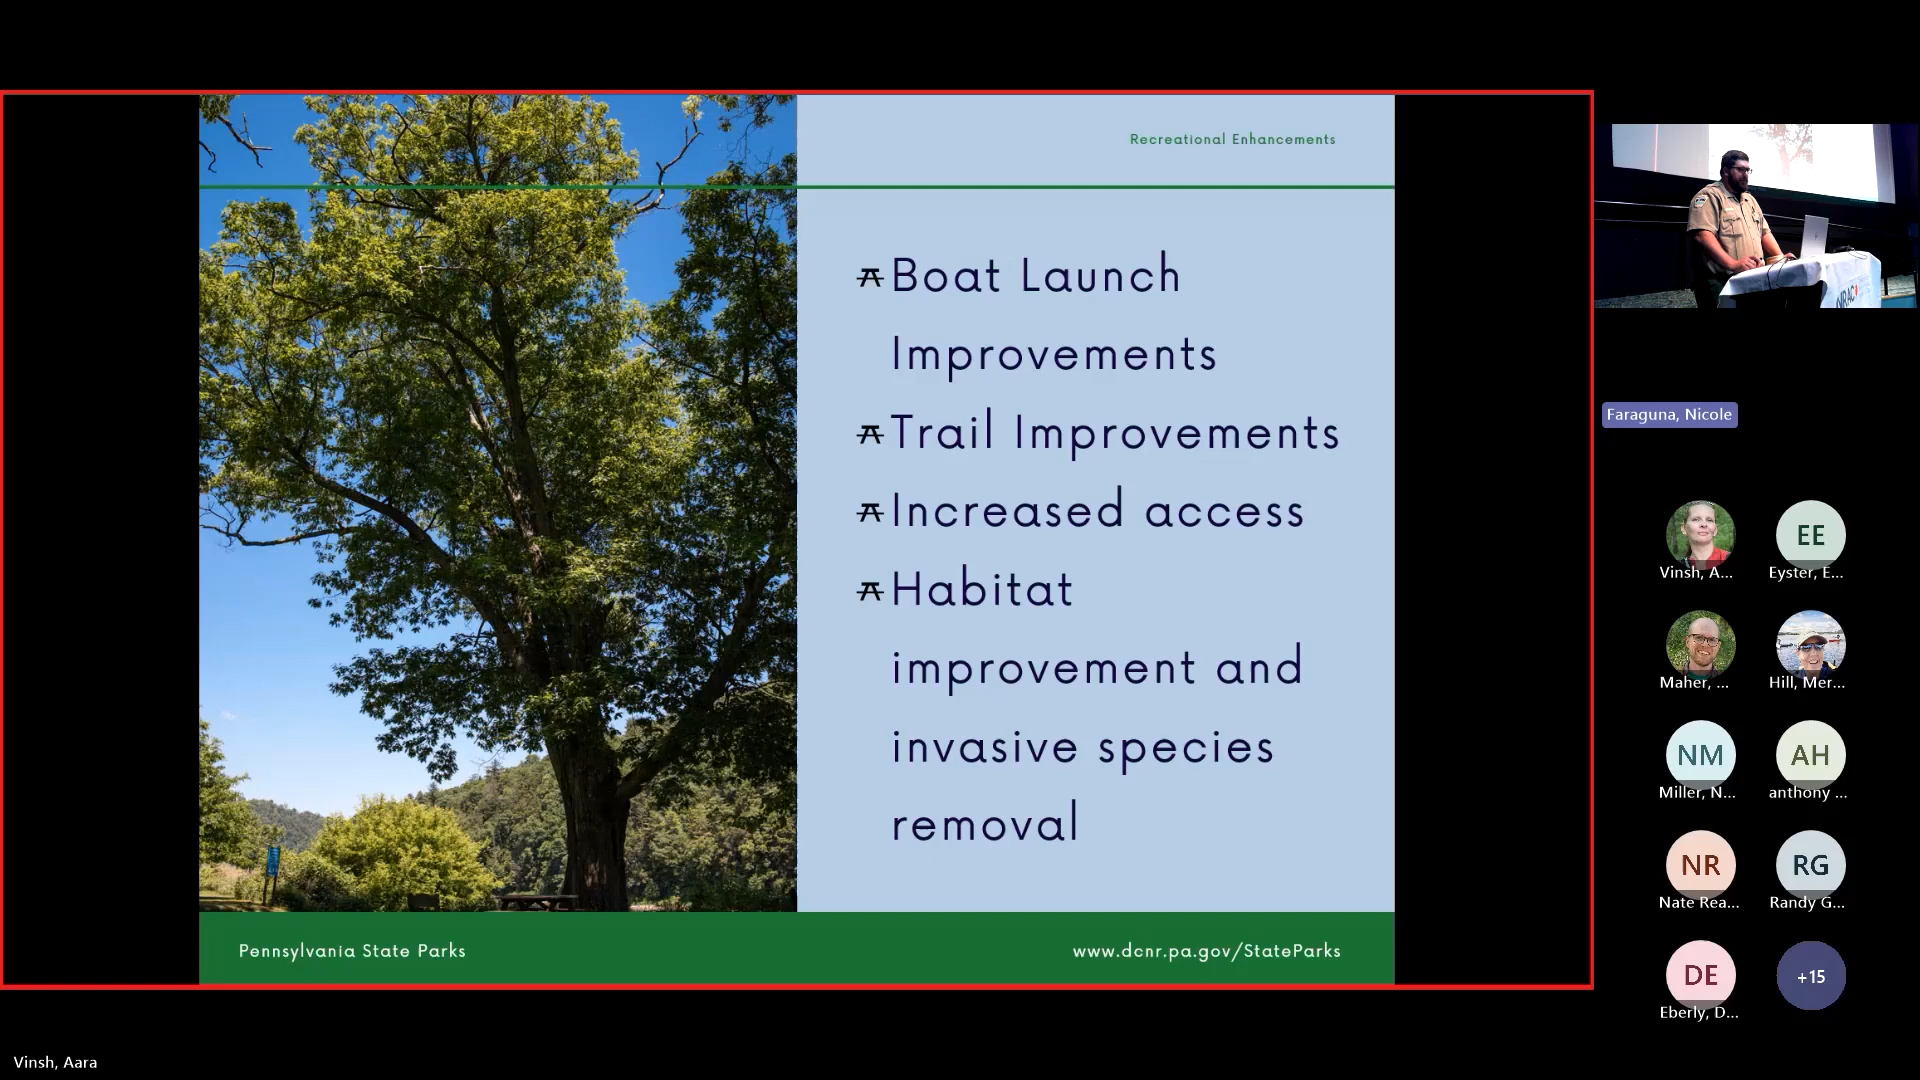 Recreational Enhancements
Boat Launch
Improvements
Trail Improvements
Increased access
Habitat
improvement and
invasive species
removal
Pennsylvania State Parks
www.dcnr.pa.gov/StateParks
Faraguna, Nicole
Vinsh, A...
EE
Eyster, E...
Maher, ...
Hill, Mer...
NM
Miller, N...
AH
anthony ...
NR
Nate Rea...
RG
Randy G...
DE
Eberly, D...
+15
Vinsh, Aara